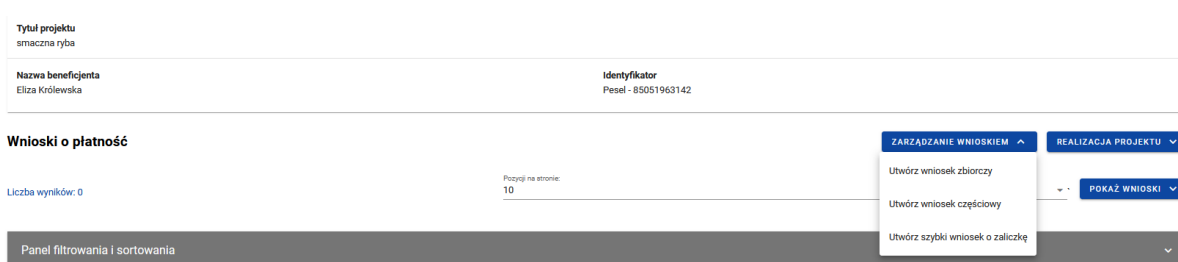 Tytuł projektu
smaczna ryba
Nazwa beneficjenta
Eliza Królewska
Identyfikator
Pesel - 85051963142
Wnioski o płatność
ZARZĄDZANIE WNIOSKIEM
REALIZACJA PROJEKTU
Utwórz wniosek zbiorczy
Utwórz wniosek częściowy
Utwórz szybki wniosek o zaliczkę
Liczba wyników: 0
Pozycji na stronie:
10
POKAŻ WNIOSKI
Panel filtrowania i sortowania